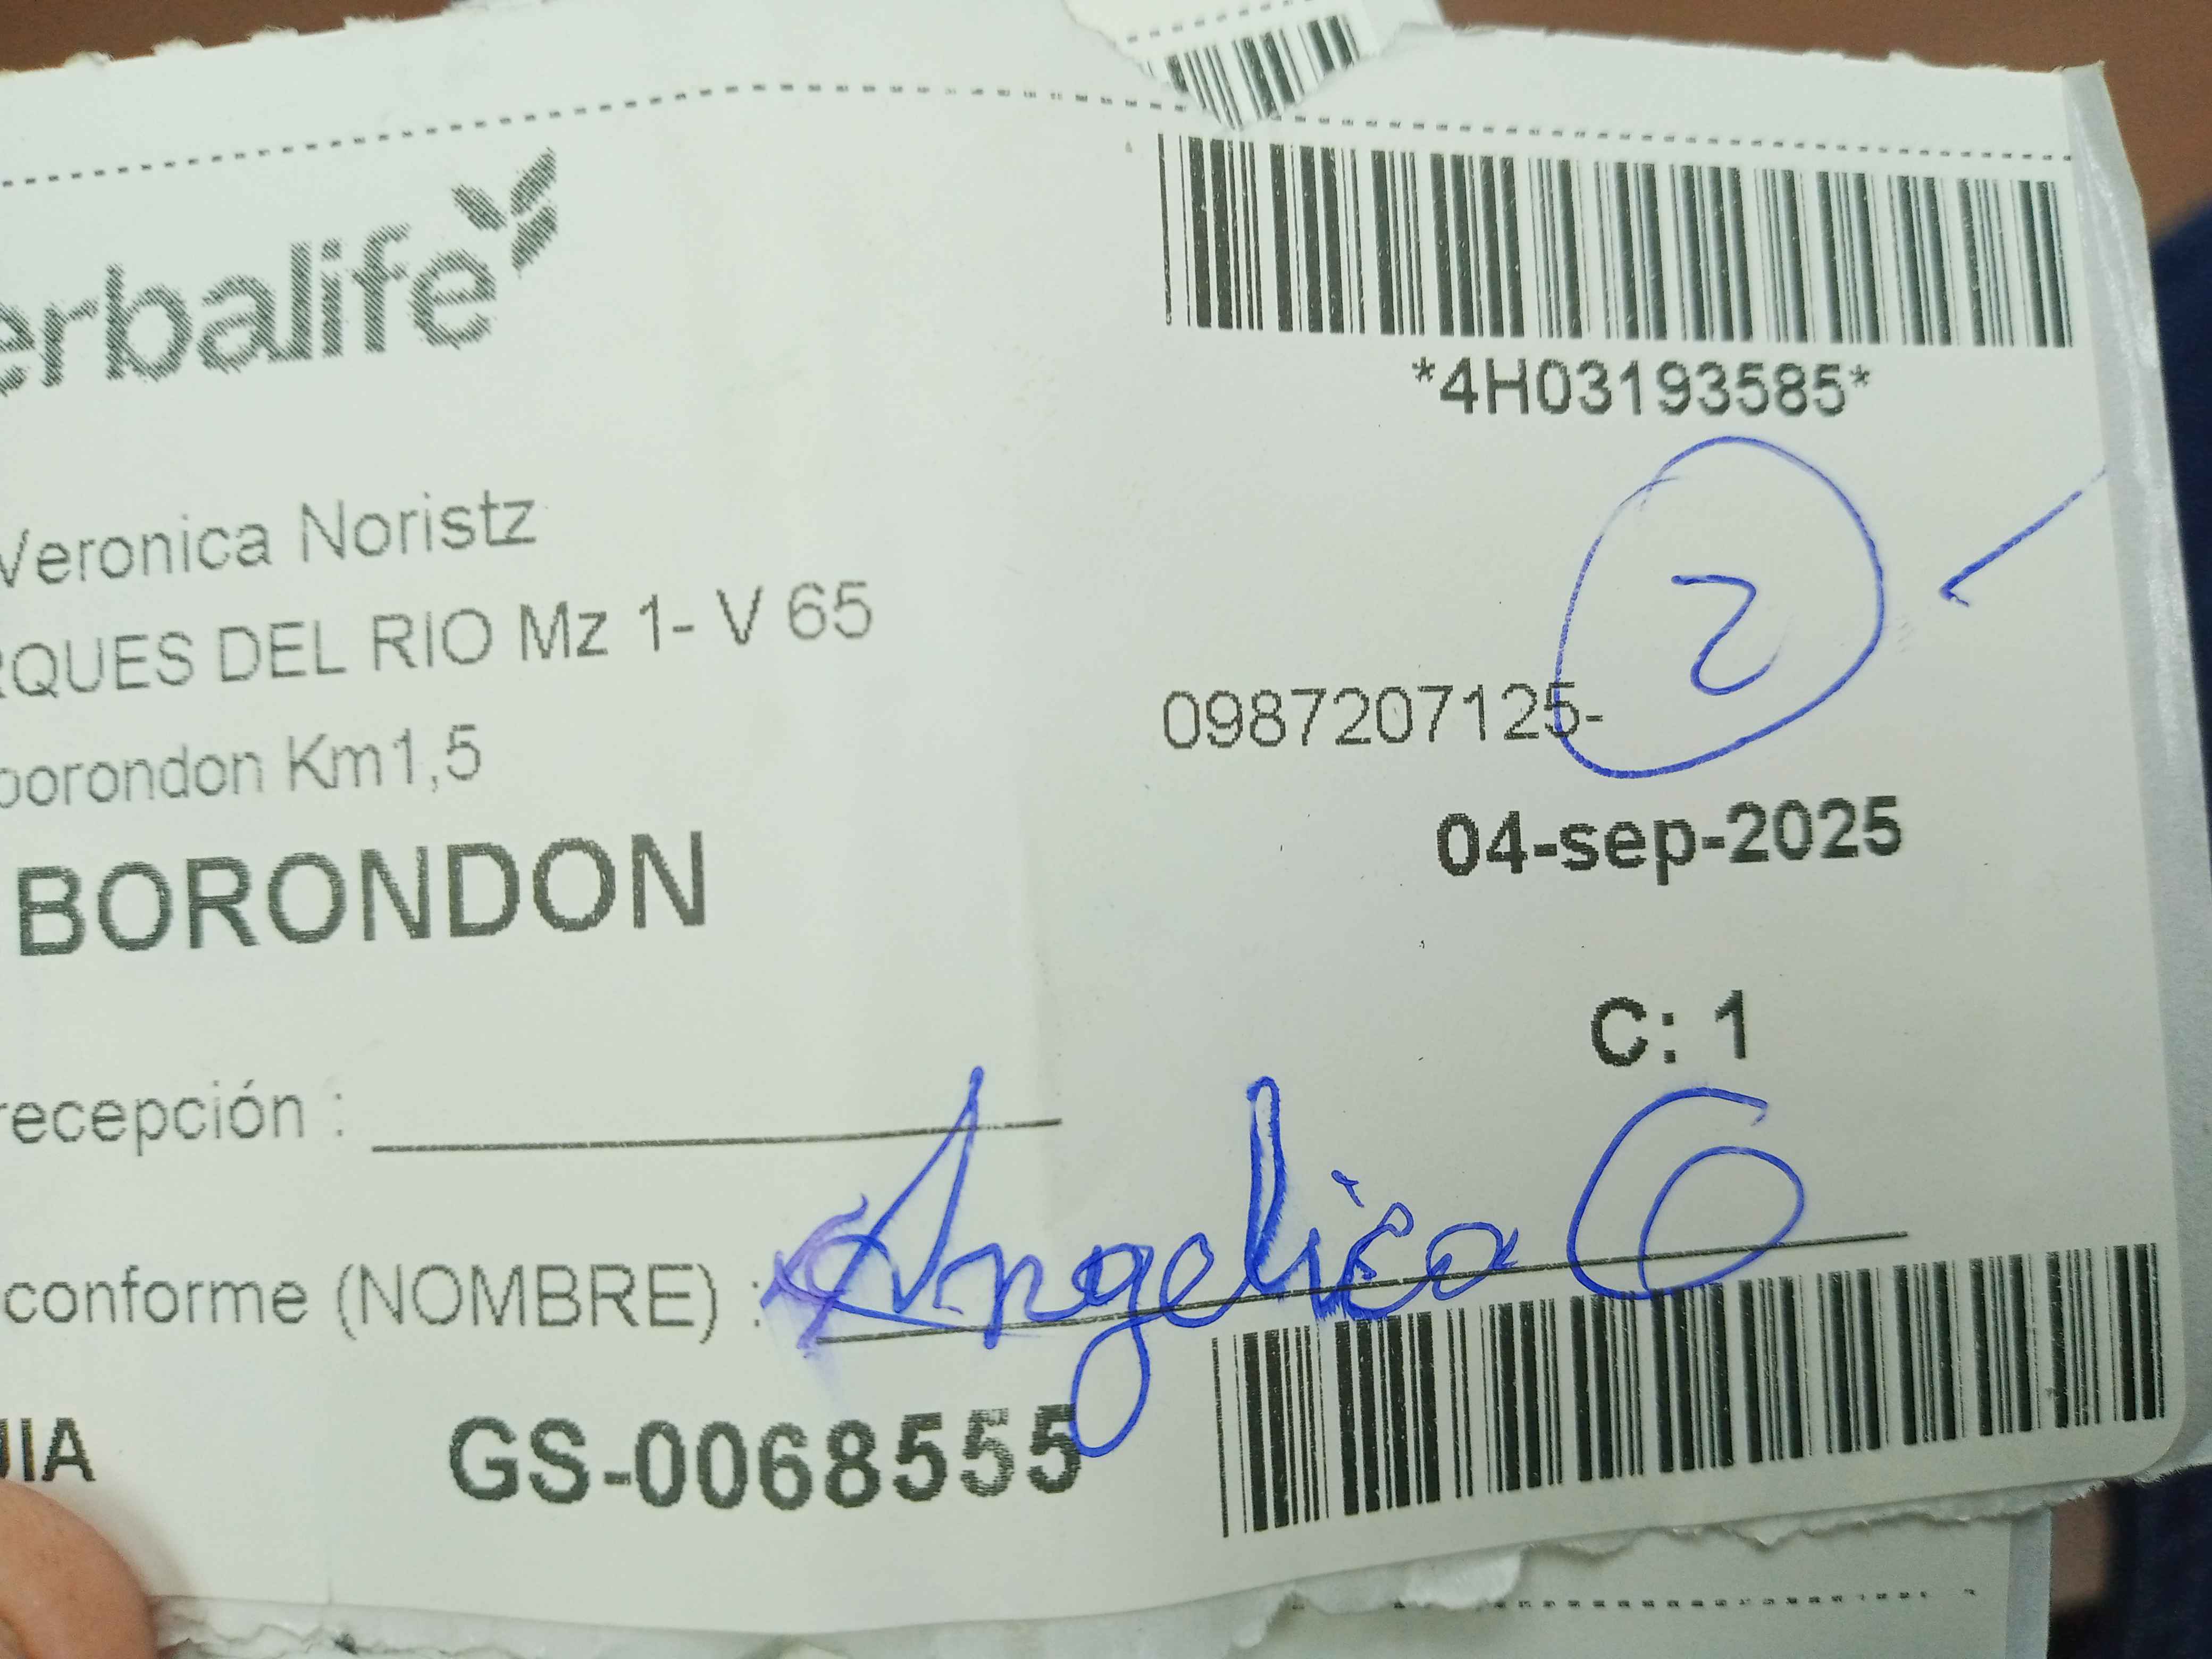 erbalife
*4H03193585*
Veronica Noristz
RQUES DEL RIO Mz 1- V 65
2
0987207125-
borondon Km1,5
04-sep-2025
BORONDON
C: 1
recepción :
conforme (NOMBRE) : Angelica C
UIA
GS-0068555